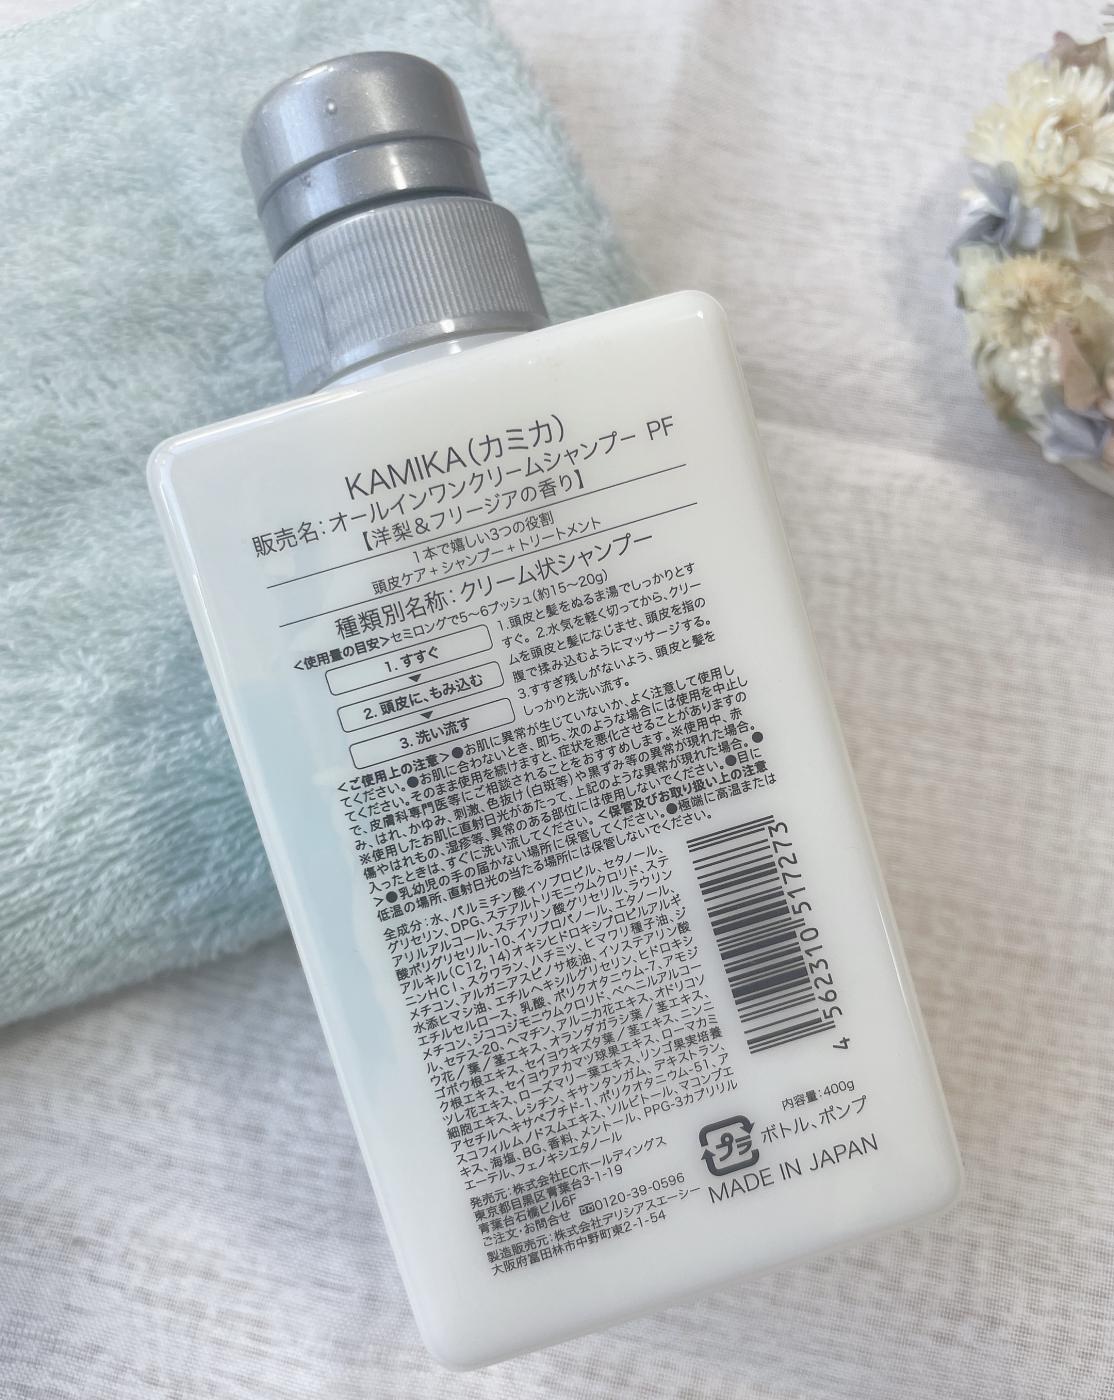 KAMIKA(カミカ)
販売名：オールインワンクリームシャンプー PF
【洋梨＆フリージアの香り】
1本で嬉しい3つの役割
頭皮ケア＋シャンプー＋トリートメント
種類別名称：クリーム状シャンプー
<使用量の目安>セミロングで5〜6プッシュ(約15〜20g)
1. すすぐ
2. 頭皮に、もみ込む
3. 洗い流す
1.頭皮と髪をぬるま湯でしっかりとす
すぐ。2.水気を軽く切ってから、クリー
ムを頭皮と髪になじませ、頭皮を指の
腹で揉み込むようにマッサージする。
3.すすぎ残しがないよう、頭皮と髪を
しっかりと洗い流す。
<ご使用上の注意>●お肌に異常が生じていないか、よく注意して使用し
てください。●お肌に合わないとき、即ち、次のような場合には使用を中止し
てください。そのまま使用を続けますと、症状を悪化させることがありますの
で、皮膚科専門医等にご相談されることをおすすめします。※使用中、赤
み、はれ、かゆみ、刺激、色抜け(白斑等)や黒ずみ等の異常が現れた場合。
※使用したお肌に直射日光があたって、上記のような異常が現れた場合。●
傷やはれもの、湿疹等、異常のある部位には使用しないでください。●目に
入ったときは、すぐに洗い流してください。<保管及びお取り扱い上の注意
>●乳幼児の手の届かない場所に保管してください。●極端に高温または
低温の場所、直射日光の当たる場所には保管しないでください。
全成分：水、パルミチン酸イソプロピル、セタノール、
グリセリン、DPG、ステアルトリモニウムクロリド、ステ
アリルアルコール、ステアリン酸グリセリル、ラウリン
酸ポリグリセリル-10、イソプロパノール、エタノール、
アルキル(C12,14)オキシヒドロキシプロピルアルギ
ニンHCl、スクワラン、ハチミツ、ヒマワリ種子油、ジ
メチコン、アルガニアスピノサ核油、イソステアリン酸
水添ヒマシ油、エチルヘキシルグリセリン、ヒドロキシ
エチルセルロース、乳酸、ポリクオタニウム-7、アモジ
メチコン、ジココジモニウムクロリド、ベヘニルアルコー
ル、セテス-20、ヘマチン、アルニカ花エキス、オドリコソ
ウ花／葉／茎エキス、オランダガラシ葉／茎エキス、
ゴボウ根エキス、セイヨウキズタ葉／茎エキス、ニンニ
ク根エキス、セイヨウアカマツ球果エキス、ローマカミ
ツレ花エキス、ローズマリー葉エキス、リンゴ果実培養
細胞エキス、レシチン、キサンタンガム、デキストラン、
アセチルヘキサペプチド-1、ポリクオタニウム-51、ア
スコフィルムノドスムエキス、ソルビトール、マコンブエ
キス、海塩、BG、香料、メントール、PPG-3カプリリル
エーテル、フェノキシエタノール
4 562310 517273
発売元：株式会社ECホールディングス
東京都目黒区青葉台3-1-19
青葉台石橋ビル6F
ご注文・お問合せ 0120-39-0596
製造販売元：株式会社デリシアスエーシー
大阪府富田林市中野町東2-1-54
内容量：400g
プラ ボトル、ポンプ
MADE IN JAPAN